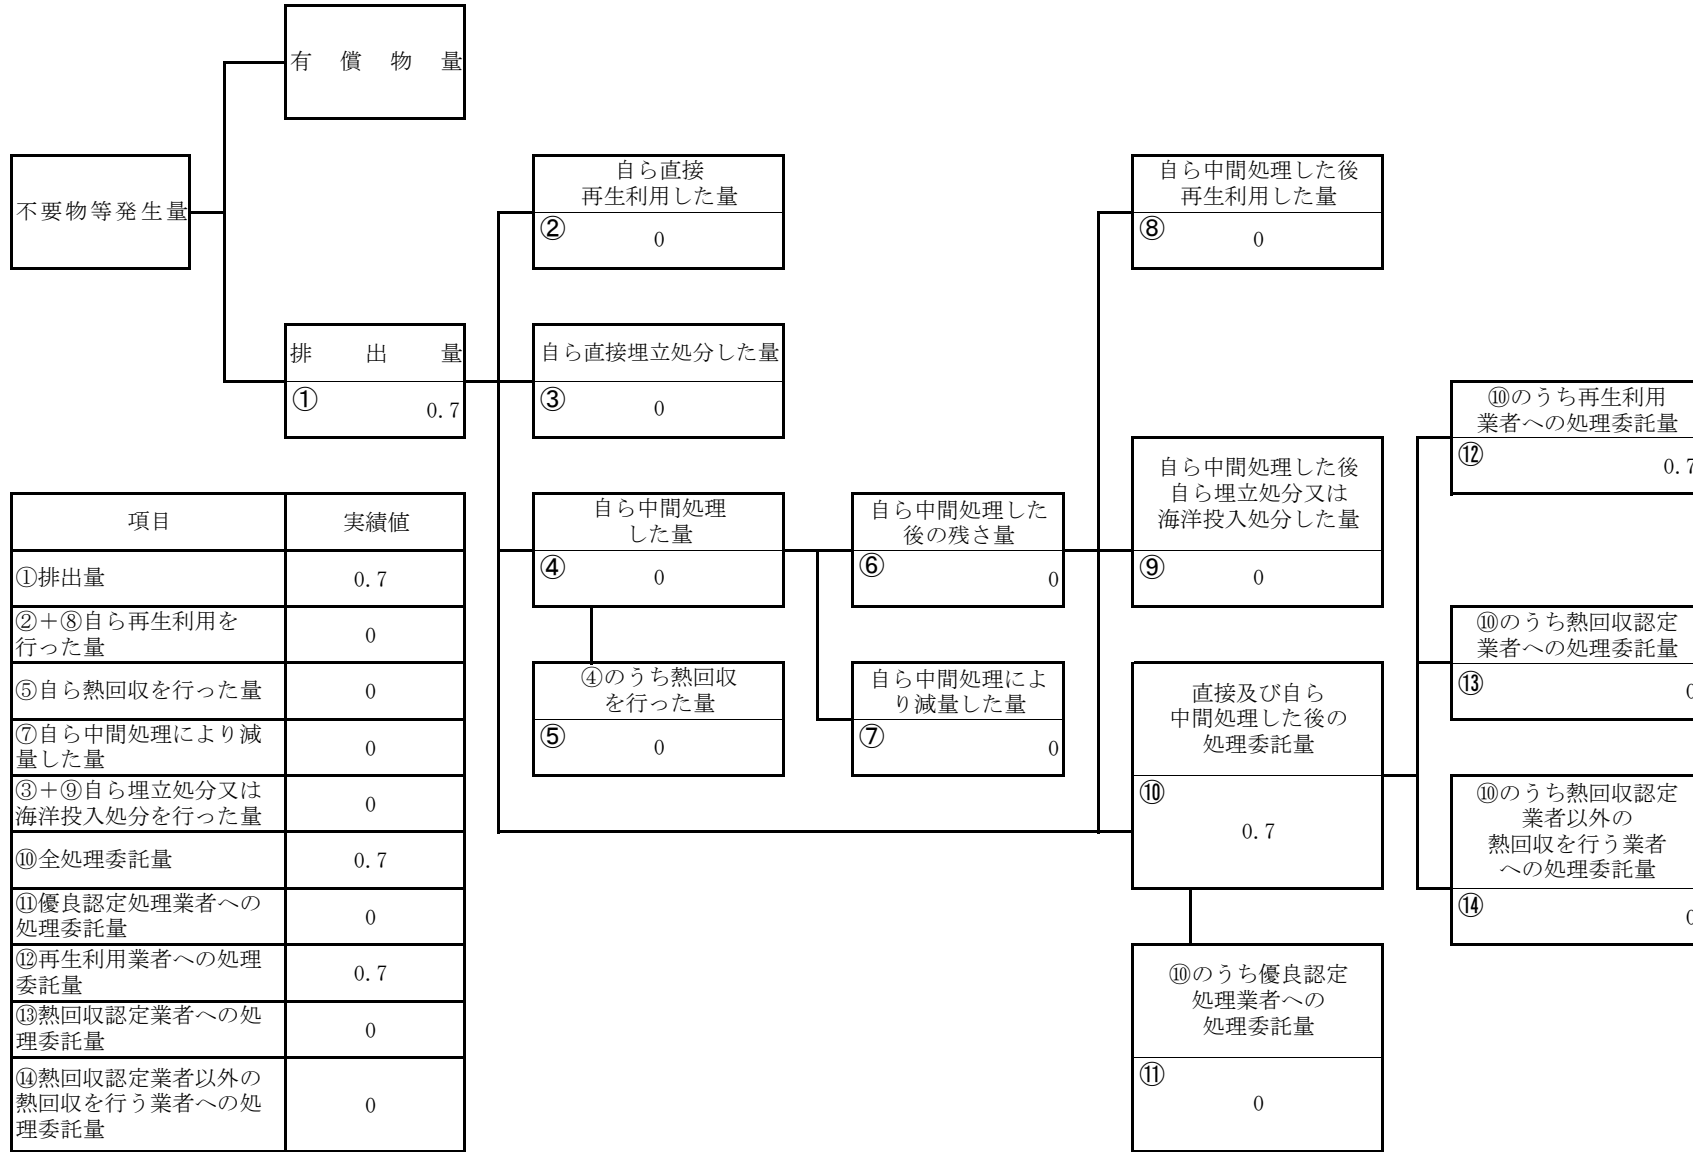 有償物量
不要物等発生量
自ら直接
再生利用した量
②
0
自ら中間処理した後
再生利用した量
⑧
0
排出量
①
0.7
自ら直接埋立処分した量
③
0
⑩のうち再生利用
業者への処理委託量
⑫
0.7
自ら中間処理した後
自ら埋立処分又は
海洋投入処分した量
⑨
0
自ら中間処理
した量
④
0
自ら中間処理した
後の残さ量
⑥
0
④のうち熱回収
を行った量
⑤
0
自ら中間処理によ
り減量した量
⑦
0
直接及び自ら
中間処理した後の
処理委託量
⑩
0.7
⑩のうち熱回収認定
業者への処理委託量
⑬
0
⑩のうち熱回収認定
業者以外の
熱回収を行う業者
への処理委託量
⑭
0
⑩のうち優良認定
処理業者への
処理委託量
⑪
0
項目 実績値
①排出量 0.7
②+⑧自ら再生利用を
行った量 0
⑤自ら熱回収を行った量 0
⑦自ら中間処理により減
量した量 0
③+⑨自ら埋立処分又は
海洋投入処分を行った量 0
⑩全処理委託量 0.7
⑪優良認定処理業者への
処理委託量 0
⑫再生利用業者への処理
委託量 0.7
⑬熱回収認定業者への処
理委託量 0
⑭熱回収認定業者以外の
熱回収を行う業者への処
理委託量 0